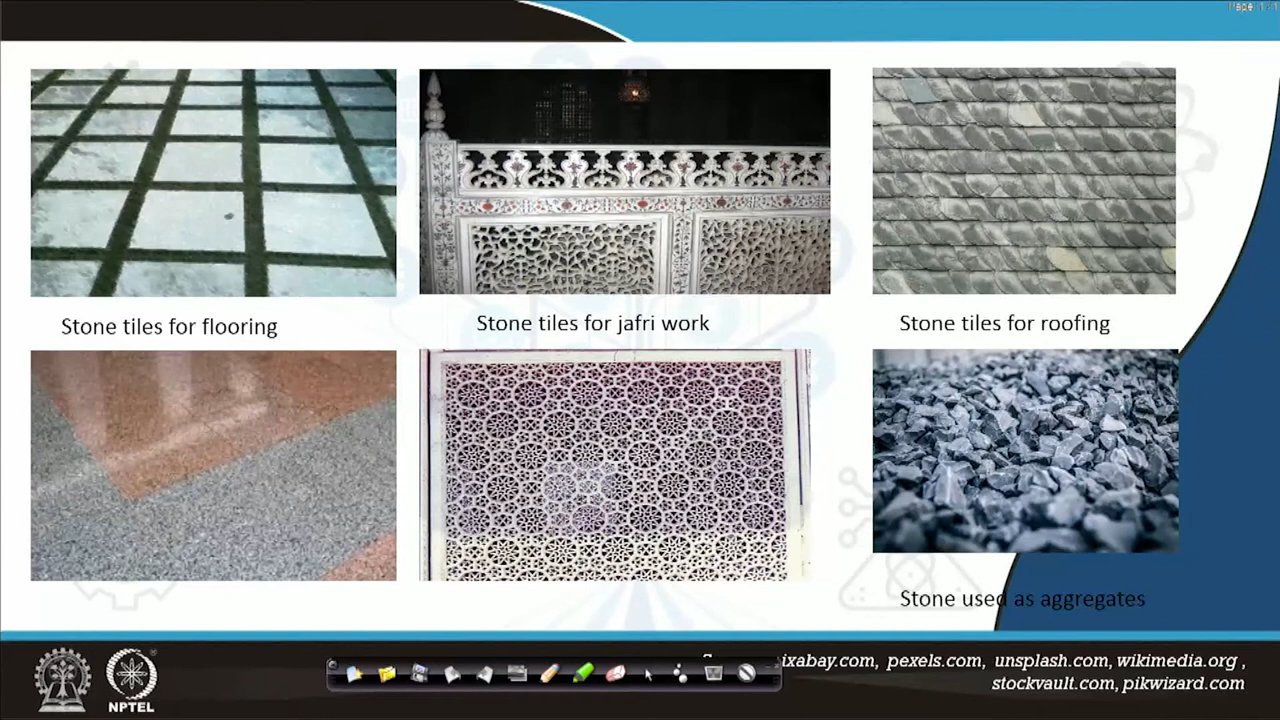 Stone tiles for flooring
Stone tiles for jafri work
Stone tiles for roofing
Stone used as aggregates
ixabay.com, pexels.com, unsplash.com, wikimedia.org ,
stockvault.com, pikwizard.com
NPTEL